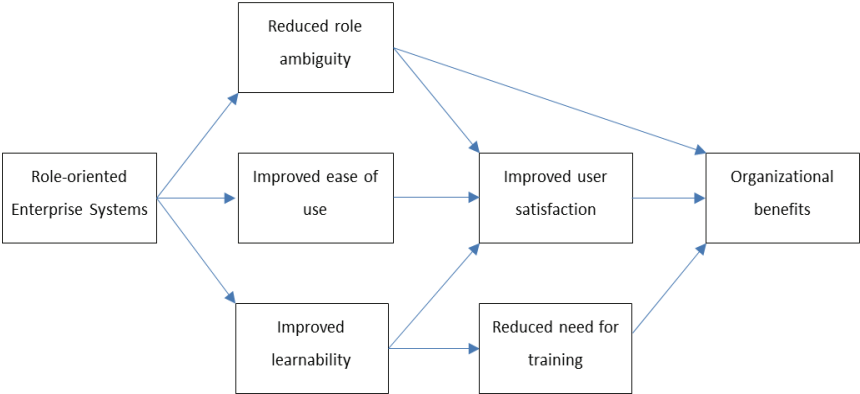 Reduced role
ambiguity
Role-oriented
Enterprise Systems
Improved ease of
use
Improved user
satisfaction
Organizational
benefits
Improved
learnability
Reduced need for
training